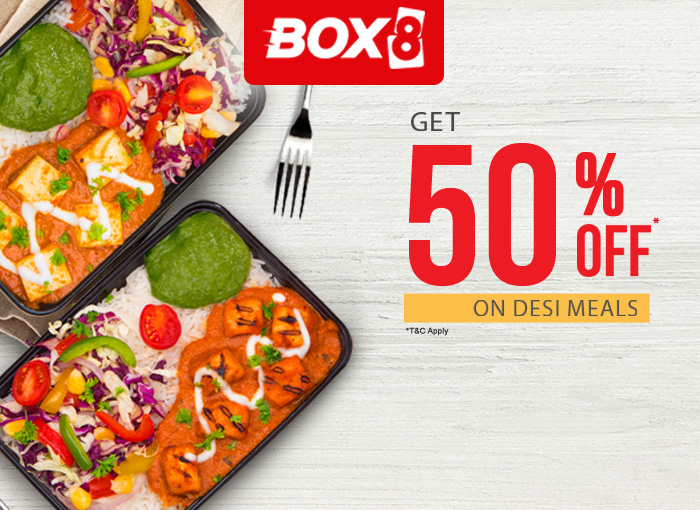 BOX8
GET
50%
OFF*
ON DESI MEALS
*T&C Apply